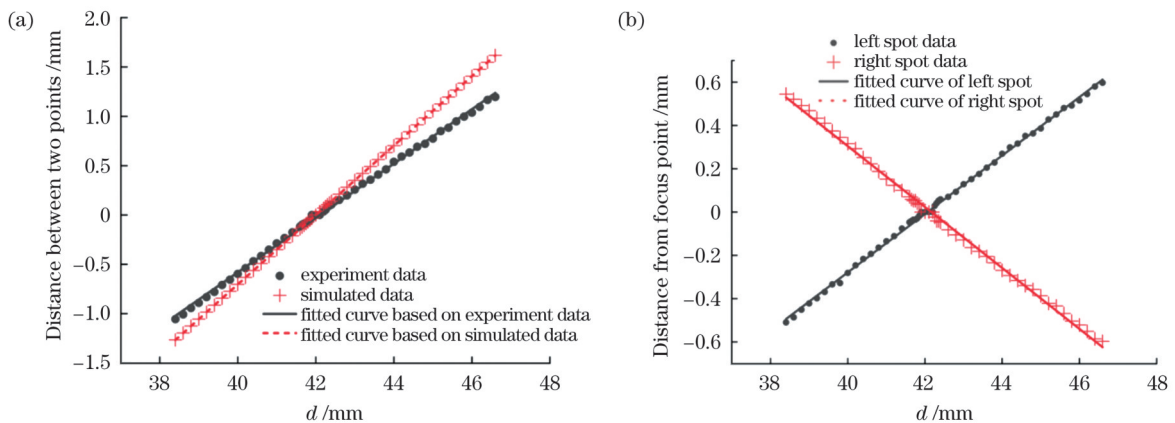 (a)
Distance between two points /mm
2.0
1.5
1.0
0.5
0
−0.5
−1.0
−1.5
38
40
42
44
46
48
d /mm
experiment data
simulated data
fitted curve based on experiment data
fitted curve based on simulated data
(b)
Distance from focus point /mm
0.6
0.4
0.2
0
−0.2
−0.4
−0.6
38
40
42
44
46
48
d /mm
left spot data
right spot data
fitted curve of left spot
fitted curve of right spot